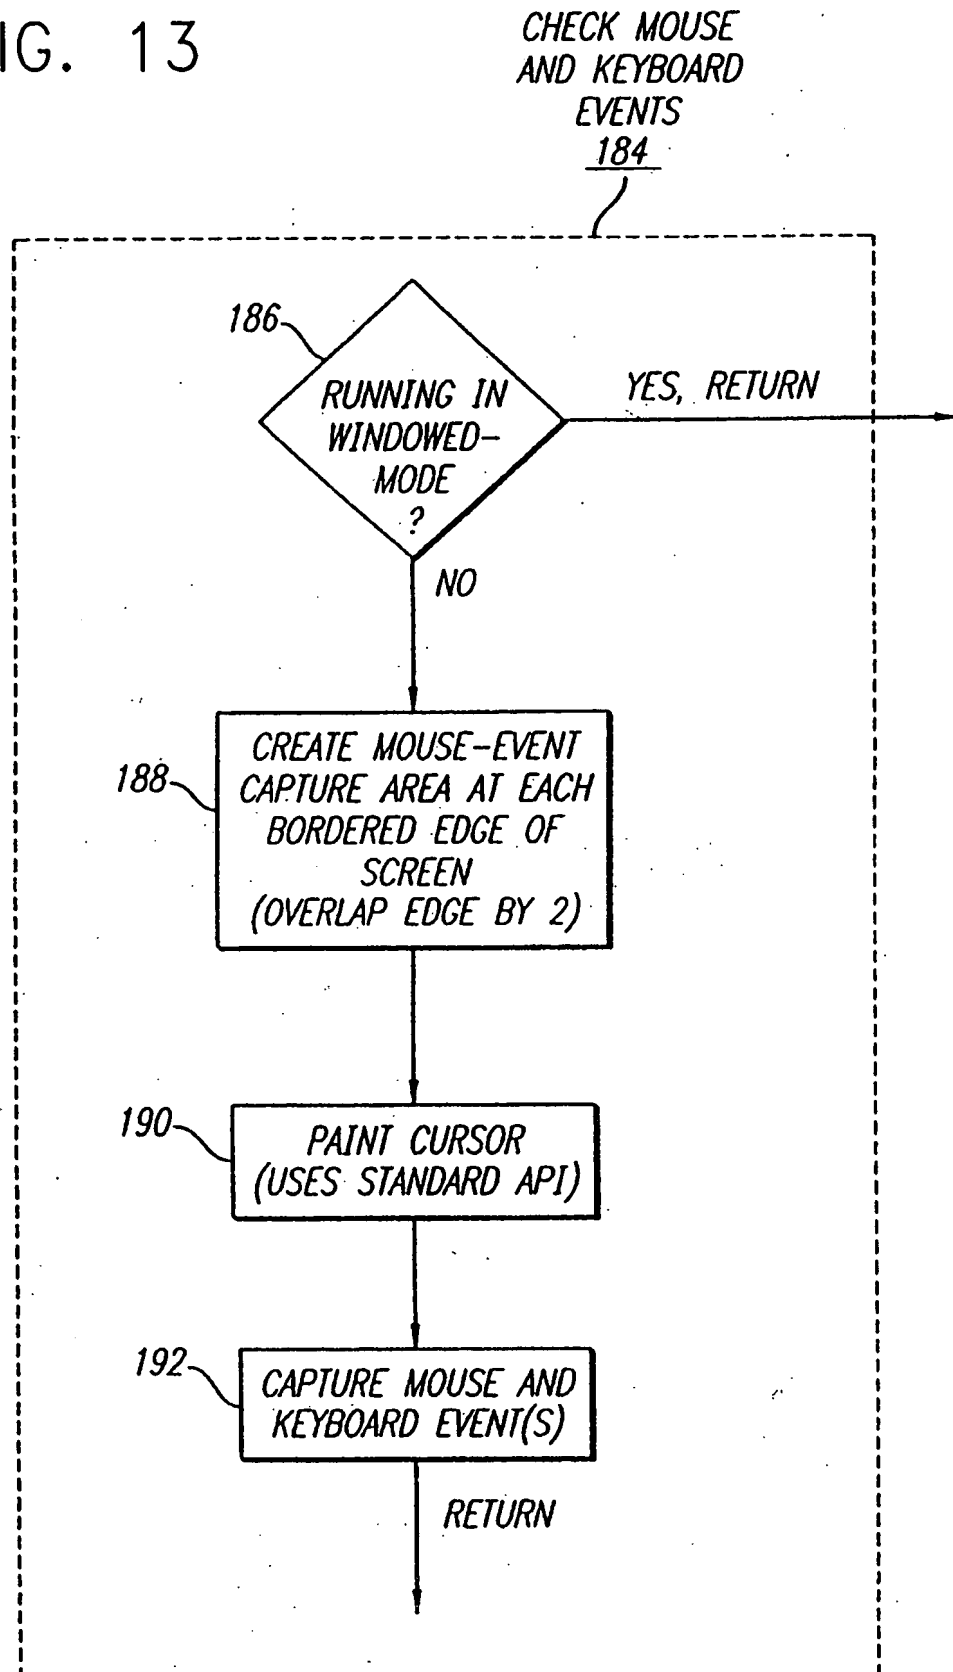 IG. 13
CHECK MOUSE
AND KEYBOARD
EVENTS
184
186
RUNNING IN
WINDOWED-
MODE
?
YES, RETURN
NO
188
CREATE MOUSE-EVENT
CAPTURE AREA AT EACH
BORDERED EDGE OF
SCREEN
(OVERLAP EDGE BY 2)
190
PAINT CURSOR
(USES STANDARD API)
192
CAPTURE MOUSE AND
KEYBOARD EVENT(S)
RETURN